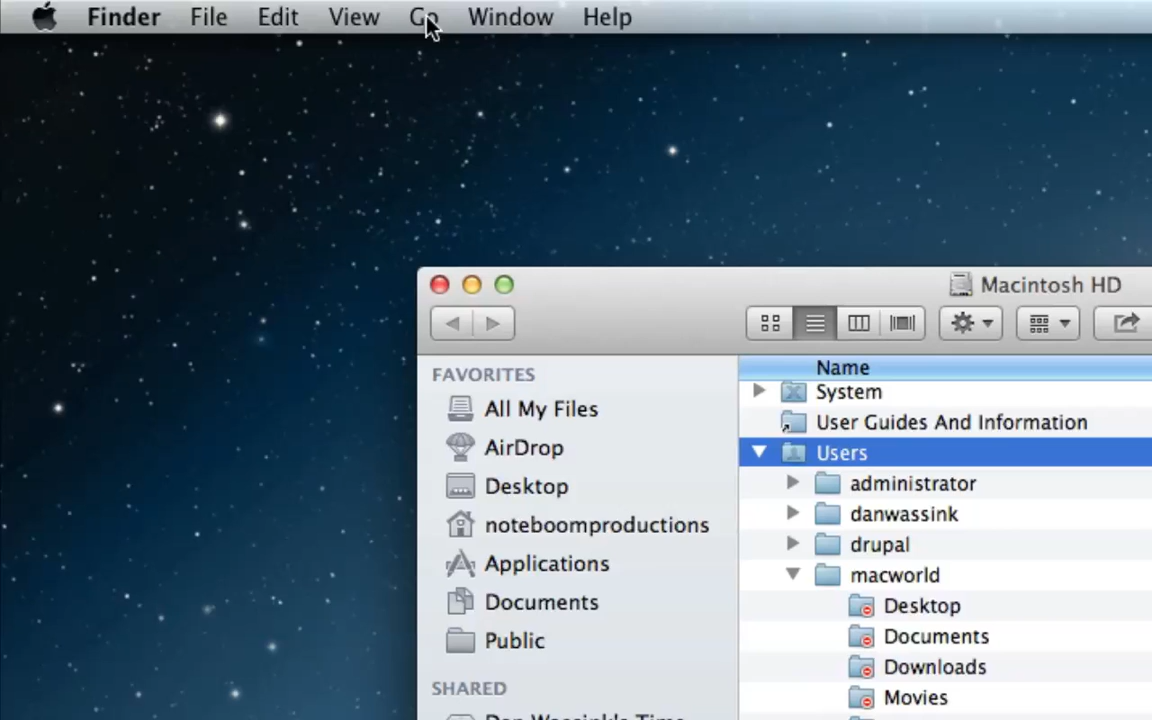 Finder File Edit View Go Window Help
Macintosh HD
FAVORITES
All My Files
AirDrop
Desktop
noteboomproductions
Applications
Documents
Public
SHARED
Name
System
User Guides And Information
Users
administrator
danwassink
drupal
macworld
Desktop
Documents
Downloads
Movies